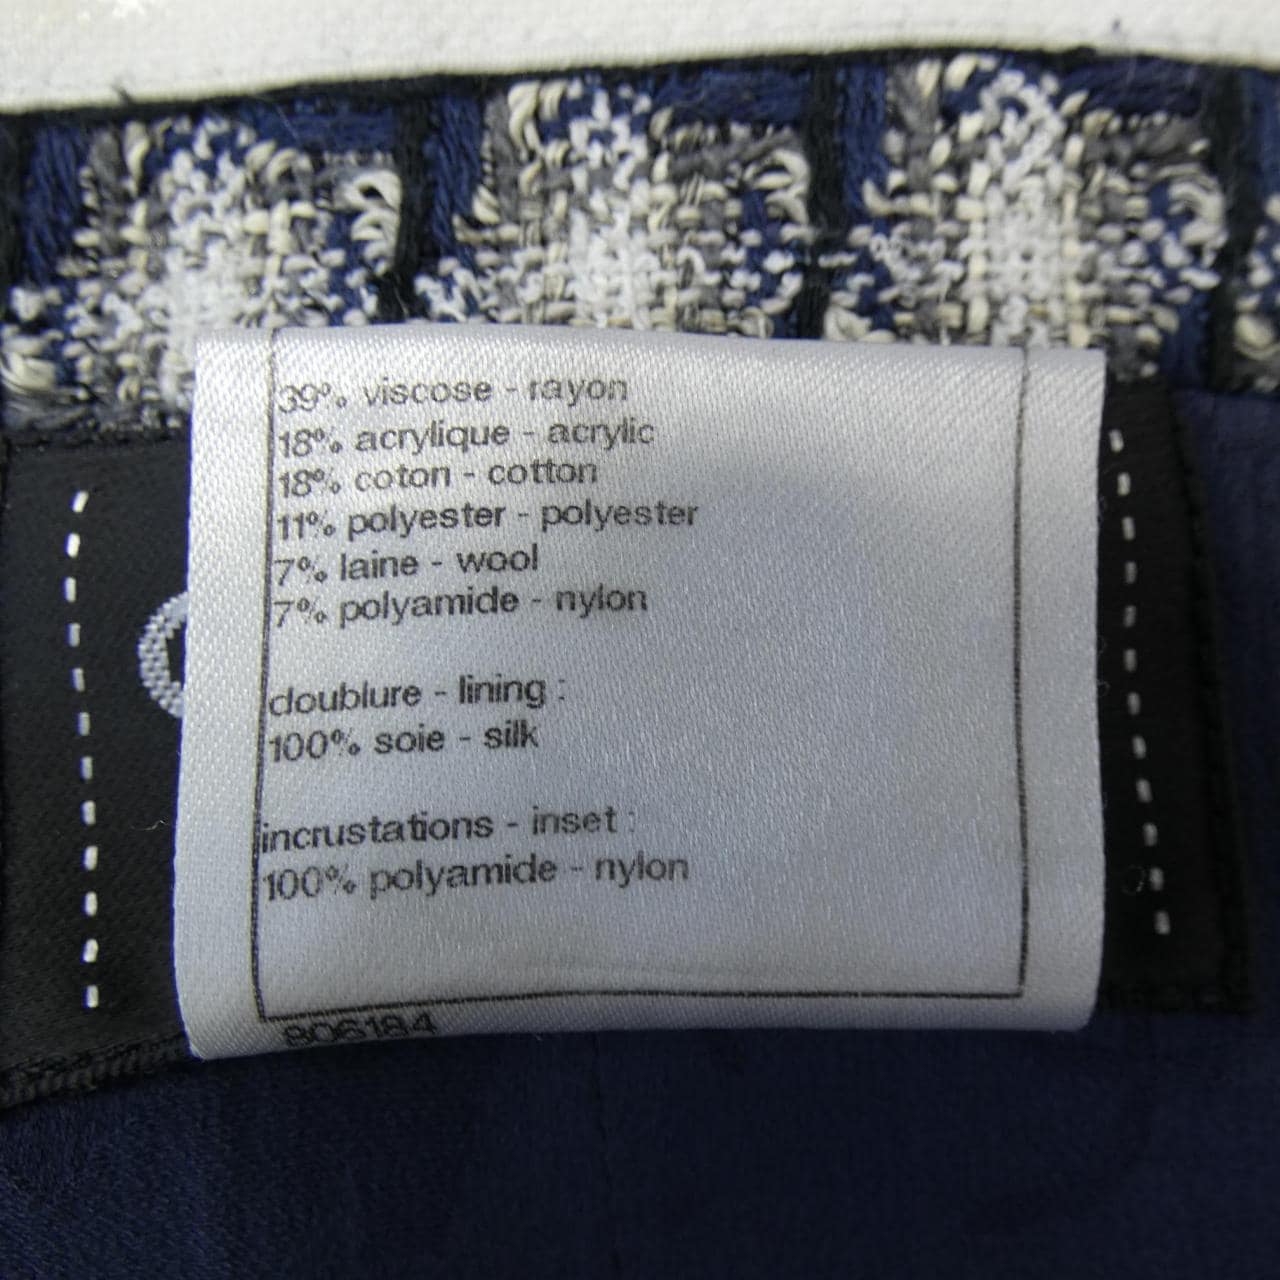 39% viscose - rayon
18% acrylique - acrylic
18% coton - cotton
11% polyester - polyester
7% laine - wool
7% polyamide - nylon
doublure - lining :
100% soie - silk
incrustations - inset :
100% polyamide - nylon
806184